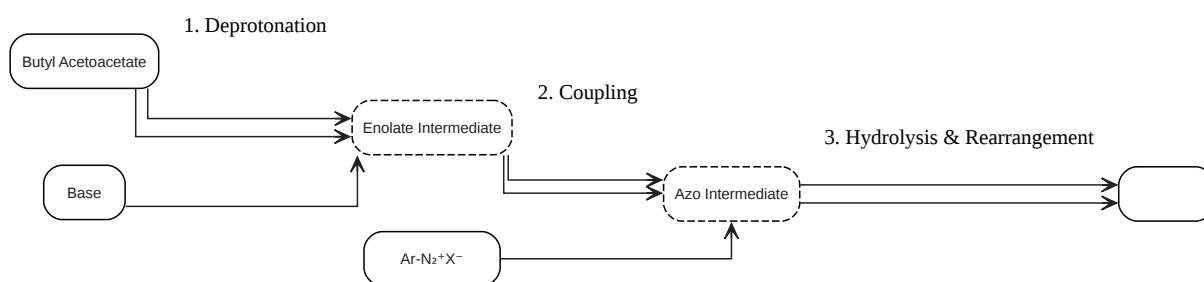 1. Deprotonation
Butyl Acetoacetate
2. Coupling
Enolate Intermediate
3. Hydrolysis & Rearrangement
Base
Azo Intermediate
Ar-N₂⁺X⁻